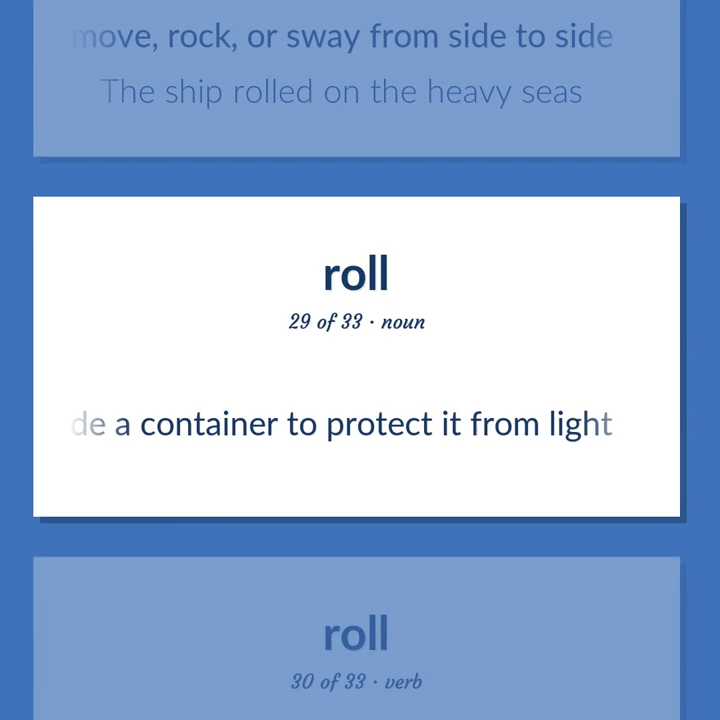 move, rock, or sway from side to side
The ship rolled on the heavy seas
roll
29 of 33 · noun
de a container to protect it from light
roll
30 of 33 · verb